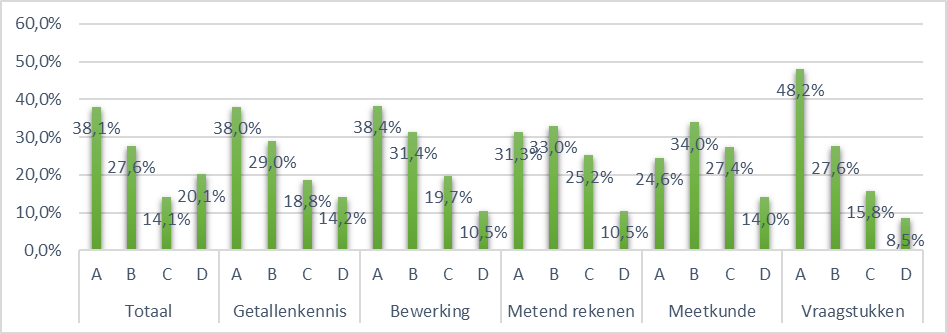 60,0%
50,0%
40,0%
30,0%
20,0%
10,0%
0,0%
38,1% 27,6% 14,1% 20,1%
38,0% 29,0% 18,8% 14,2%
38,4% 31,4% 19,7% 10,5%
31,3% 33,0% 25,2% 10,5%
24,6% 34,0% 27,4% 14,0%
48,2% 27,6% 15,8% 8,5%
A B C D A B C D A B C D A B C D A B C D A B C D
Totaal Getallenkennis Bewerking Metend rekenen Meetkunde Vraagstukken